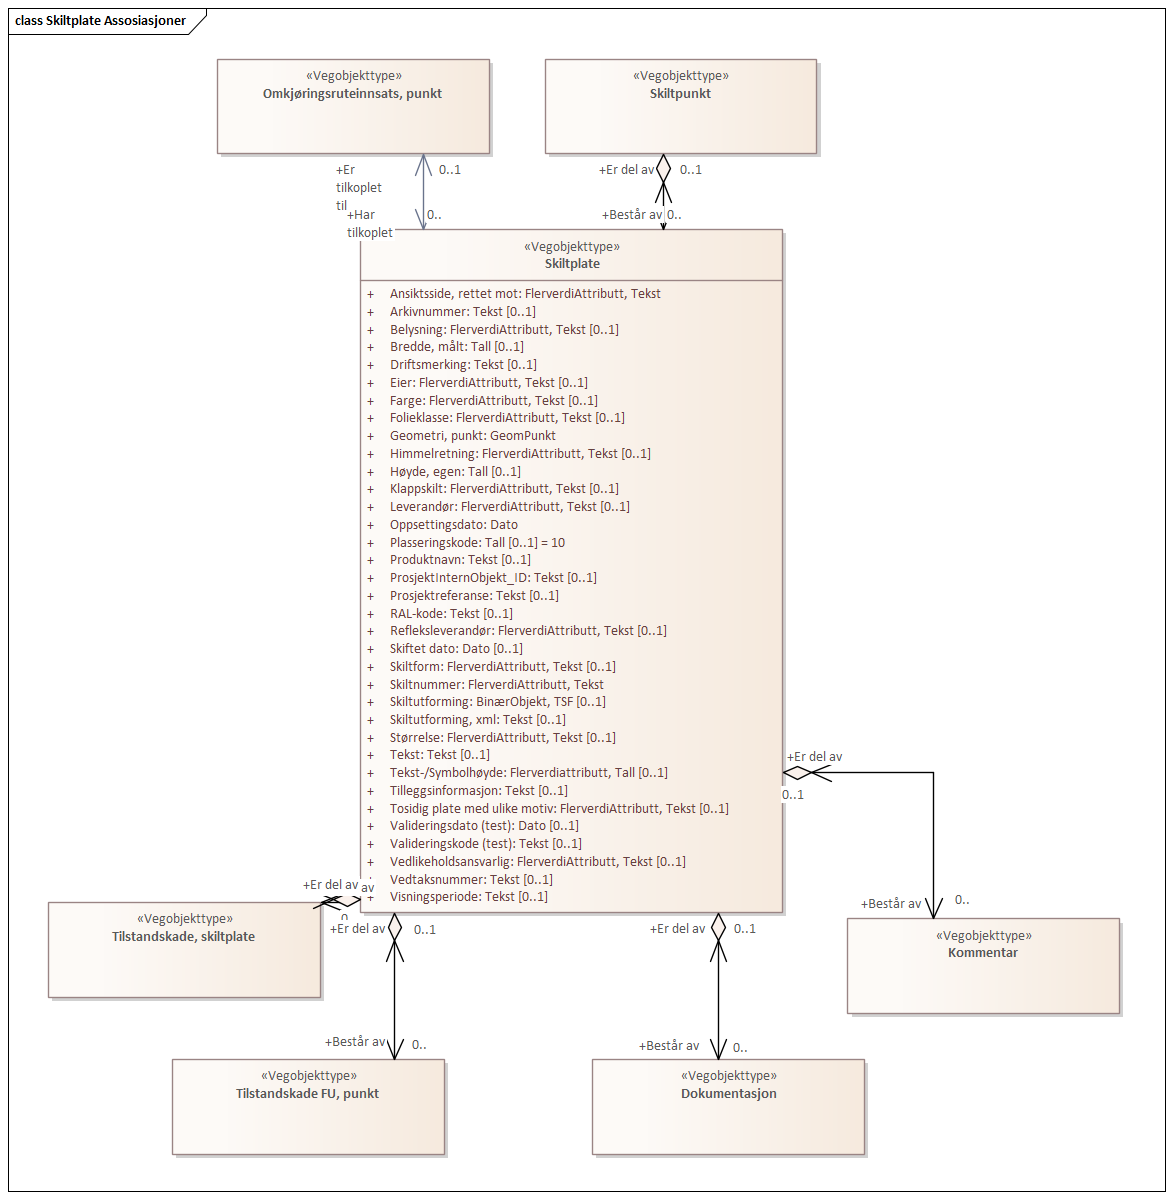 class Skiltplate Assosiasjoner
«Vegobjekttype»
Omkjøringsruteinnsats, punkt
«Vegobjekttype»
Skiltpunkt
+Er
tilkoplet
til
0..1
+Har
tilkoplet
0..
+Er del av
0..1
+Består av
0..
«Vegobjekttype»
Skiltplate
+ Ansiktsside, rettet mot: FlerverdiAttributt, Tekst
+ Arkivnummer: Tekst [0..1]
+ Belysning: FlerverdiAttributt, Tekst [0..1]
+ Bredde, målt: Tall [0..1]
+ Driftsmerking: Tekst [0..1]
+ Eier: FlerverdiAttributt, Tekst [0..1]
+ Farge: FlerverdiAttributt, Tekst [0..1]
+ Folieklasse: FlerverdiAttributt, Tekst [0..1]
+ Geometri, punkt: GeomPunkt
+ Himmelretning: FlerverdiAttributt, Tekst [0..1]
+ Høyde, egen: Tall [0..1]
+ Klappskilt: FlerverdiAttributt, Tekst [0..1]
+ Leverandør: FlerverdiAttributt, Tekst [0..1]
+ Oppsettingsdato: Dato
+ Plasseringskode: Tall [0..1] = 10
+ Produktnavn: Tekst [0..1]
+ ProsjektInternObjekt_ID: Tekst [0..1]
+ Prosjektreferanse: Tekst [0..1]
+ RAL-kode: Tekst [0..1]
+ Refleksleverandør: FlerverdiAttributt, Tekst [0..1]
+ Skiftet dato: Dato [0..1]
+ Skiltform: FlerverdiAttributt, Tekst [0..1]
+ Skiltnummer: FlerverdiAttributt, Tekst
+ Skiltutforming: BinærObjekt, TSF [0..1]
+ Skiltutforming, xml: Tekst [0..1]
+ Størrelse: FlerverdiAttributt, Tekst [0..1]
+ Tekst: Tekst [0..1]
+ Tekst-/Symbolhøyde: Flerverdiattributt, Tall [0..1]
+ Tilleggsinformasjon: Tekst [0..1]
+ Tosidig plate med ulike motiv: FlerverdiAttributt, Tekst [0..1]
+ Valideringsdato (test): Dato [0..1]
+ Valideringskode (test): Tekst [0..1]
+ Vedlikeholdsansvarlig: FlerverdiAttributt, Tekst [0..1]
Vedtaksnummer: Tekst [0..1]
+ Visningsperiode: Tekst [0..1]
+Er del av
0..1
+Består av
0..
«Vegobjekttype»
Kommentar
+Er del av
av
«Vegobjekttype»
Tilstandskade, skiltplate
+Er del av
0..1
+Består av
0..
«Vegobjekttype»
Tilstandskade FU, punkt
+Er del av
0..1
+Består av
0..
«Vegobjekttype»
Dokumentasjon